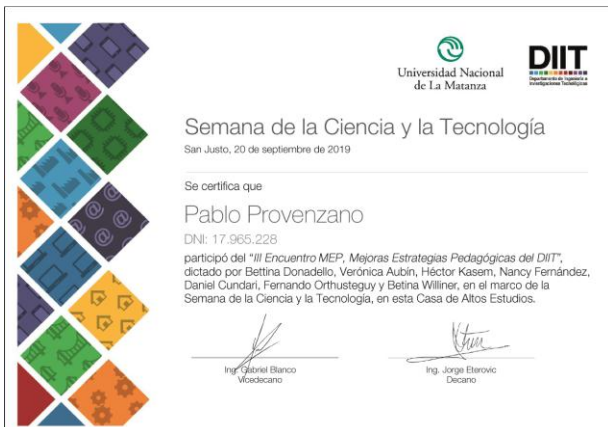 Universidad Nacional
de La Matanza
DIIT
Departamento de Ingeniería e
Investigaciones Tecnológicas
Semana de la Ciencia y la Tecnología
San Justo, 20 de septiembre de 2019
Se certifica que
Pablo Provenzano
DNI: 17.965.228
participó del "III Encuentro MEP, Mejoras Estrategias Pedagógicas del DIIT",
dictado por Bettina Donadello, Verónica Aubín, Héctor Kasem, Nancy Fernández,
Daniel Cundari, Fernando Orthusteguy y Betina Williner, en el marco de la
Semana de la Ciencia y la Tecnología, en esta Casa de Altos Estudios.
Ing. Gabriel Blanco
Vicedecano
Ing. Jorge Eterovic
Decano